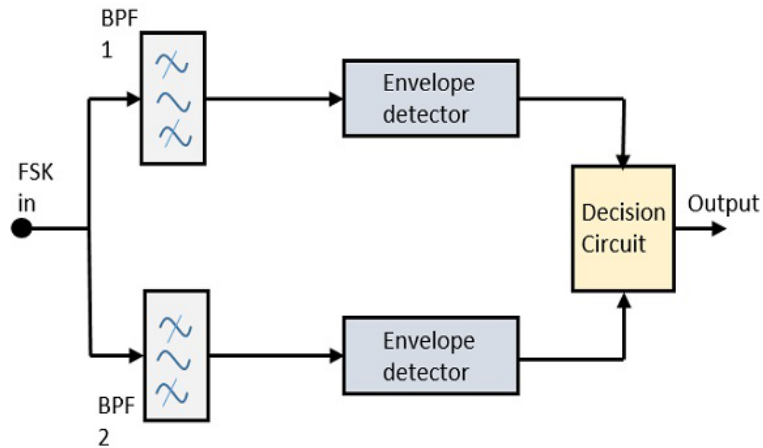 BPF
1
Envelope
detector
FSK
in
Decision
Circuit
Output
Envelope
detector
BPF
2